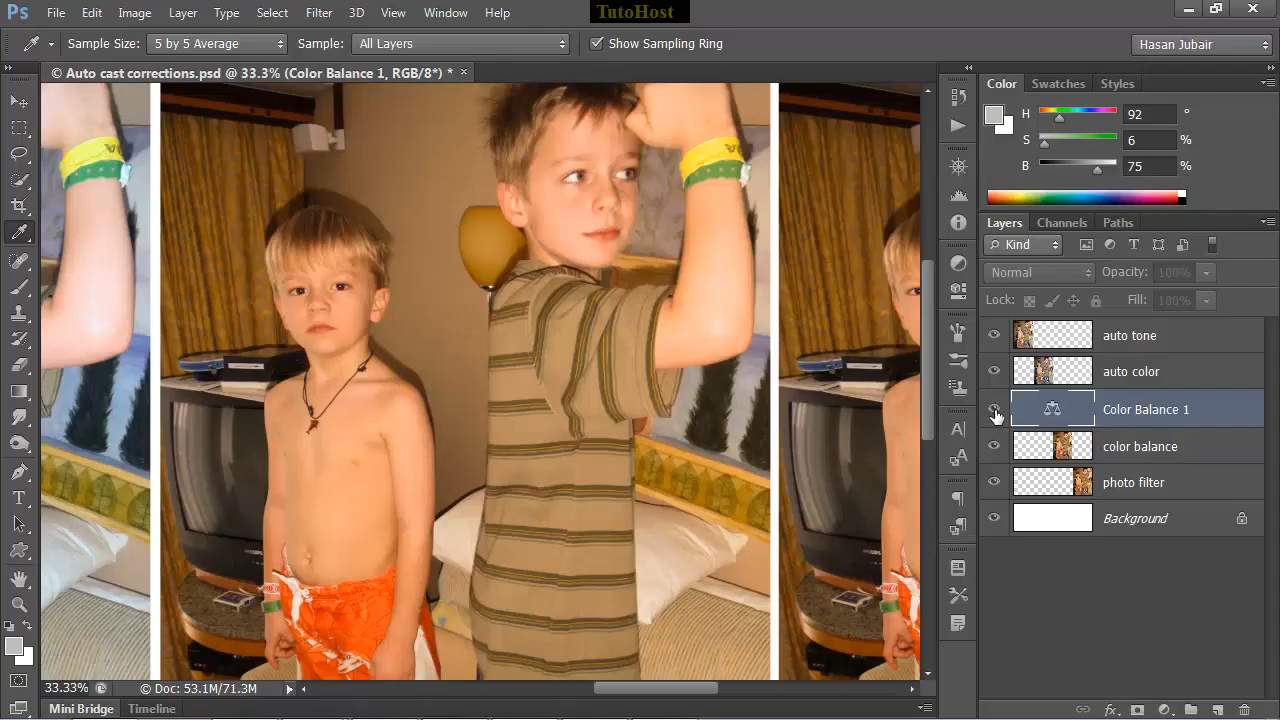 Ps File Edit Image Layer Type Select Filter 3D View Window Help TutoHost
Sample Size: 5 by 5 Average Sample: All Layers Show Sampling Ring Hasan Jubair
© Auto cast corrections.psd @ 33.3% (Color Balance 1, RGB/8*) * ×
Color Swatches Styles
H 92 °
S 6 %
B 75 %
Layers Channels Paths
Kind
Normal Opacity: 100%
Lock: Fill: 100%
auto tone
auto color
Color Balance 1
color balance
photo filter
Background
33.33% © Doc: 53.1M/71.3M
Mini Bridge Timeline